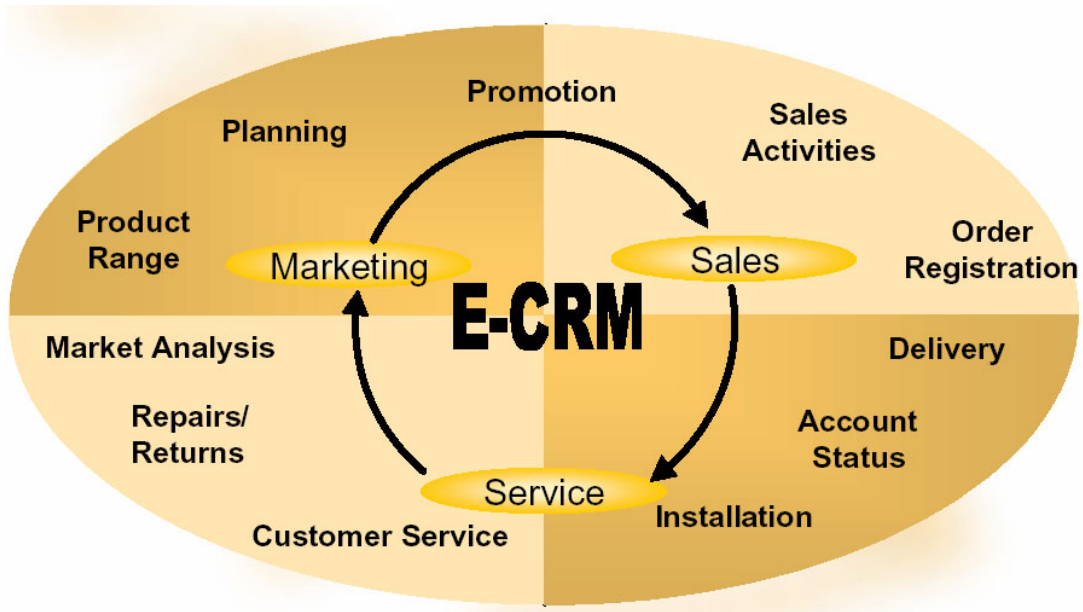 Promotion
Planning
Sales
Activities
Product
Range
Order
Registration
Marketing
Sales
E-CRM
Market Analysis
Delivery
Repairs/
Returns
Account
Status
Service
Installation
Customer Service